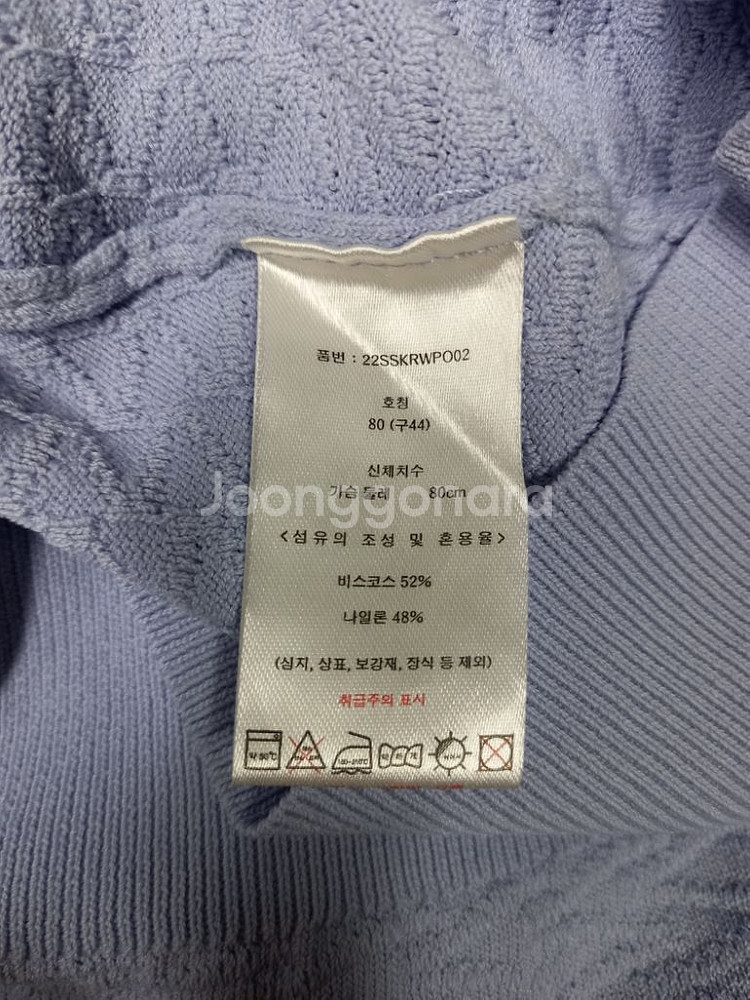 품번 : 22SSKRWPO02
호칭
80 (구44)
신체치수
가슴 둘레 80cm
Joonggonara
<섬유의 조성 및 혼용율>
비스코스 52%
나일론 48%
(심지, 상표, 보강재, 장식 등 제외)
취급주의 표시